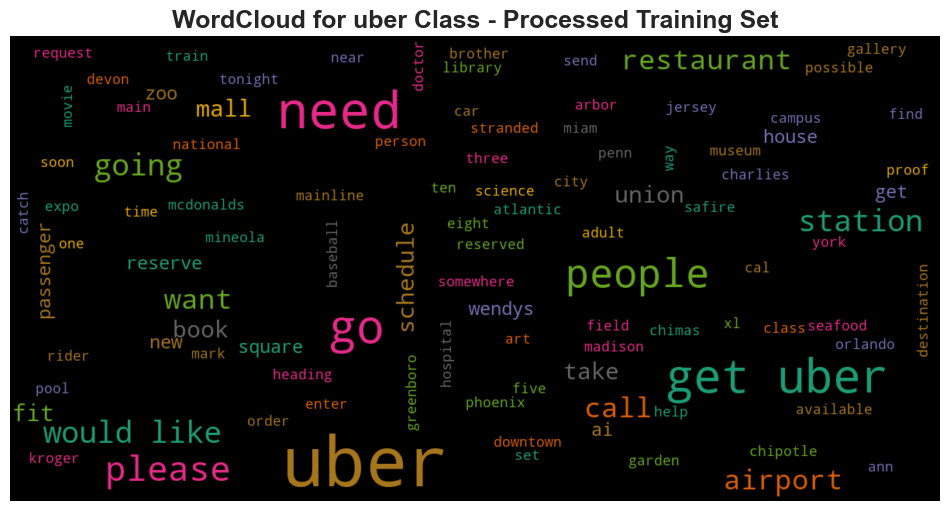 WordCloud for uber Class - Processed Training Set
request
train
near
doctor
brother
library
send
restaurant
gallery
possible
devon
tonight
zoo
movie
main
mall
need
car
arbor
jersey
find
stranded
miam
campus
house
national
person
penn
way
museum
soon
going
three
charlies
proof
ten
science
city
union
get
catch
expo
time
mcdonalds
mainline
atlantic
safire
station
one
mineola
baseball
schedule
eight
reserved
adult
york
passenger
reserve
somewhere
people
cal
destination
want
book
go
wendys
field
chimas
xl
class
seafood
new
mark
square
hospital
art
madison
orlando
rider
heading
take
get uber
pool
greenboro
five
phoenix
fit
enter
order
call
help
available
ai
would like
uber
downtown
set
kroger
please
garden
chipotle
airport
ann